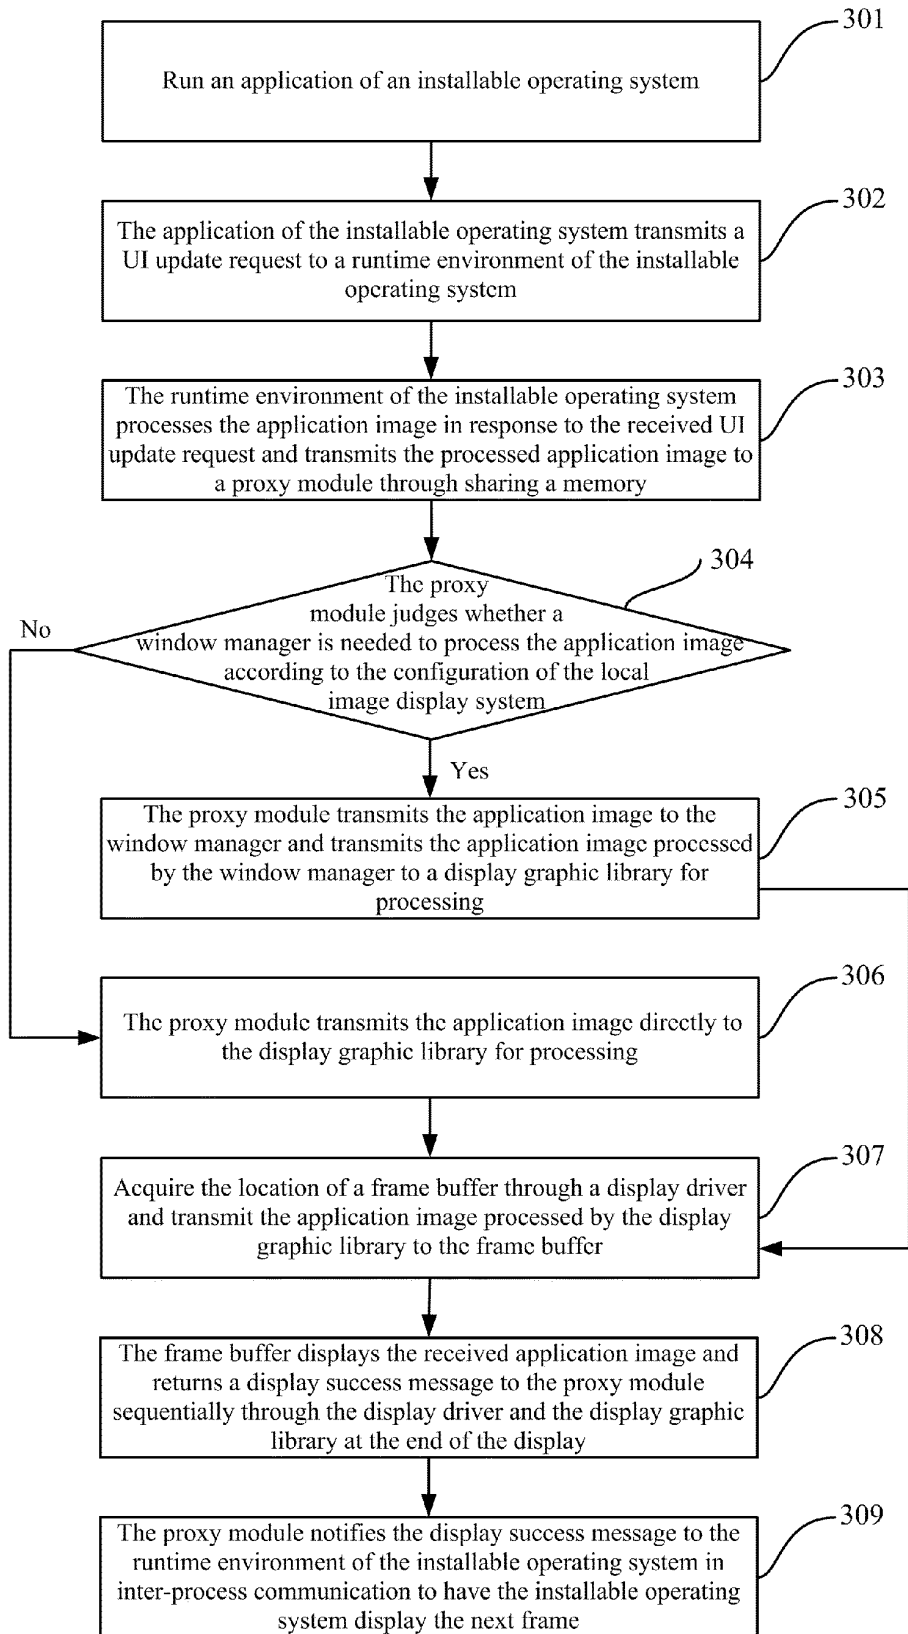 301
Run an application of an installable operating system
302
The application of the installable operating system transmits a
UI update request to a runtime environment of the installable
operating system
303
The runtime environment of the installable operating system
processes the application image in response to the received UI
update request and transmits the processed application image to
a proxy module through sharing a memory
304
The proxy
module judges whether a
window manager is needed to process the application image
according to the configuration of the local
image display system
No
Yes
305
The proxy module transmits the application image to the
window manager and transmits the application image processed
by the window manager to a display graphic library for
processing
306
The proxy module transmits the application image directly to
the display graphic library for processing
307
Acquire the location of a frame buffer through a display driver
and transmit the application image processed by the display
graphic library to the frame buffer
308
The frame buffer displays the received application image and
returns a display success message to the proxy module
sequentially through the display driver and the display graphic
library at the end of the display
309
The proxy module notifies the display success message to the
runtime environment of the installable operating system in
inter-process communication to have the installable operating
system display the next frame